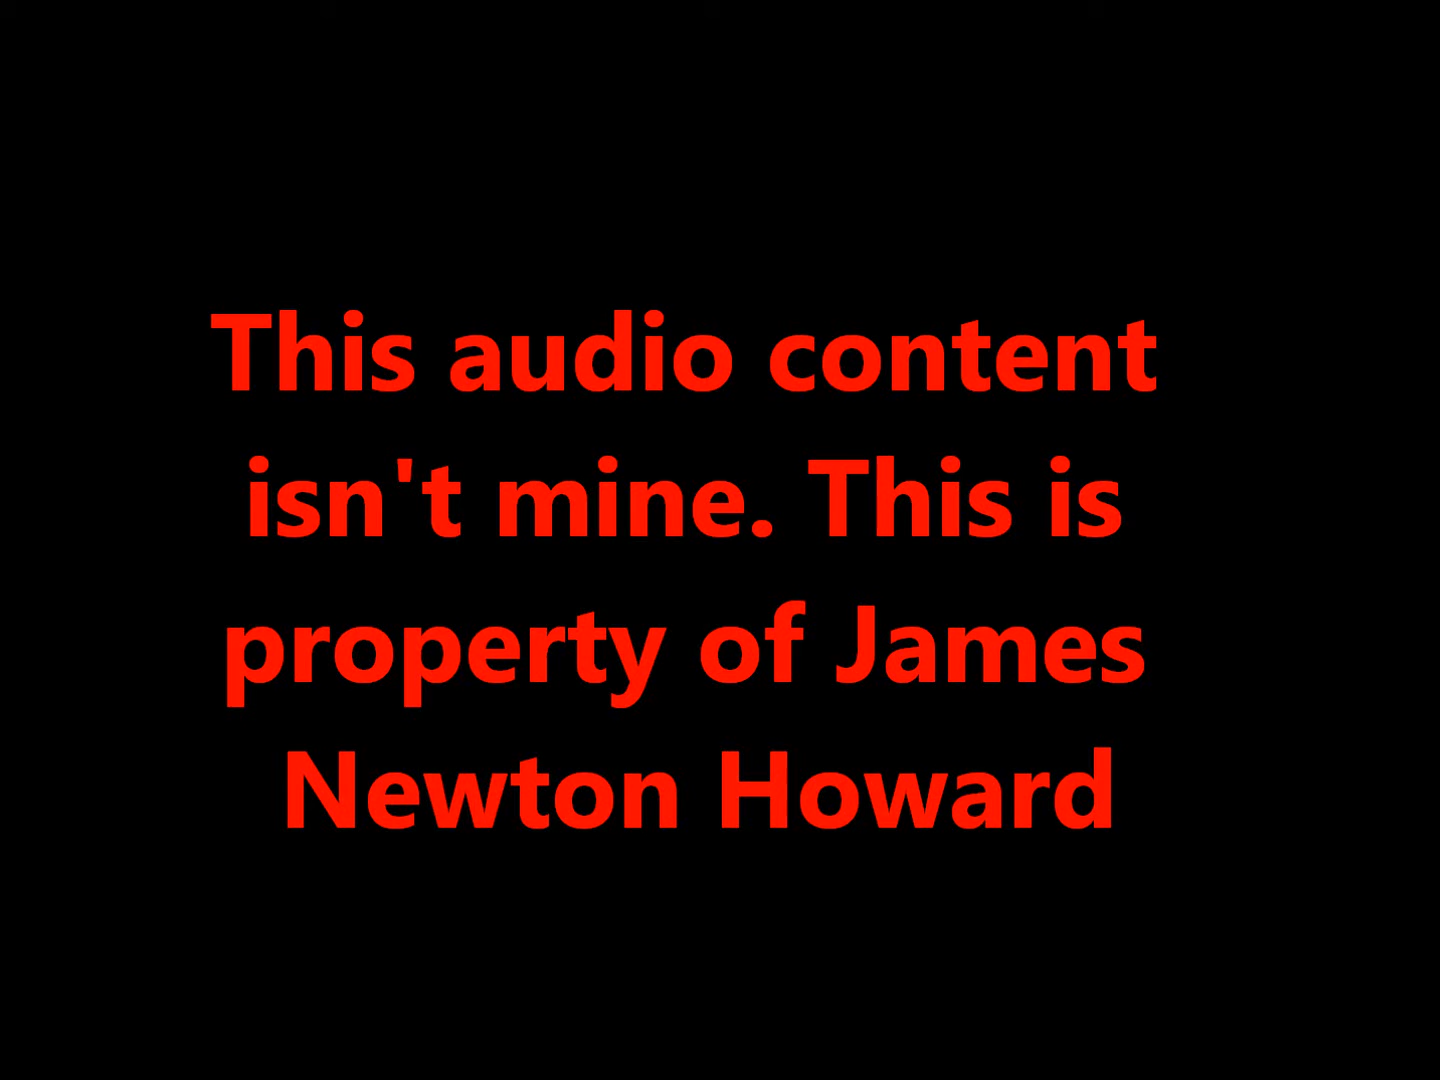 This audio content
isn't mine. This is
property of James
Newton Howard